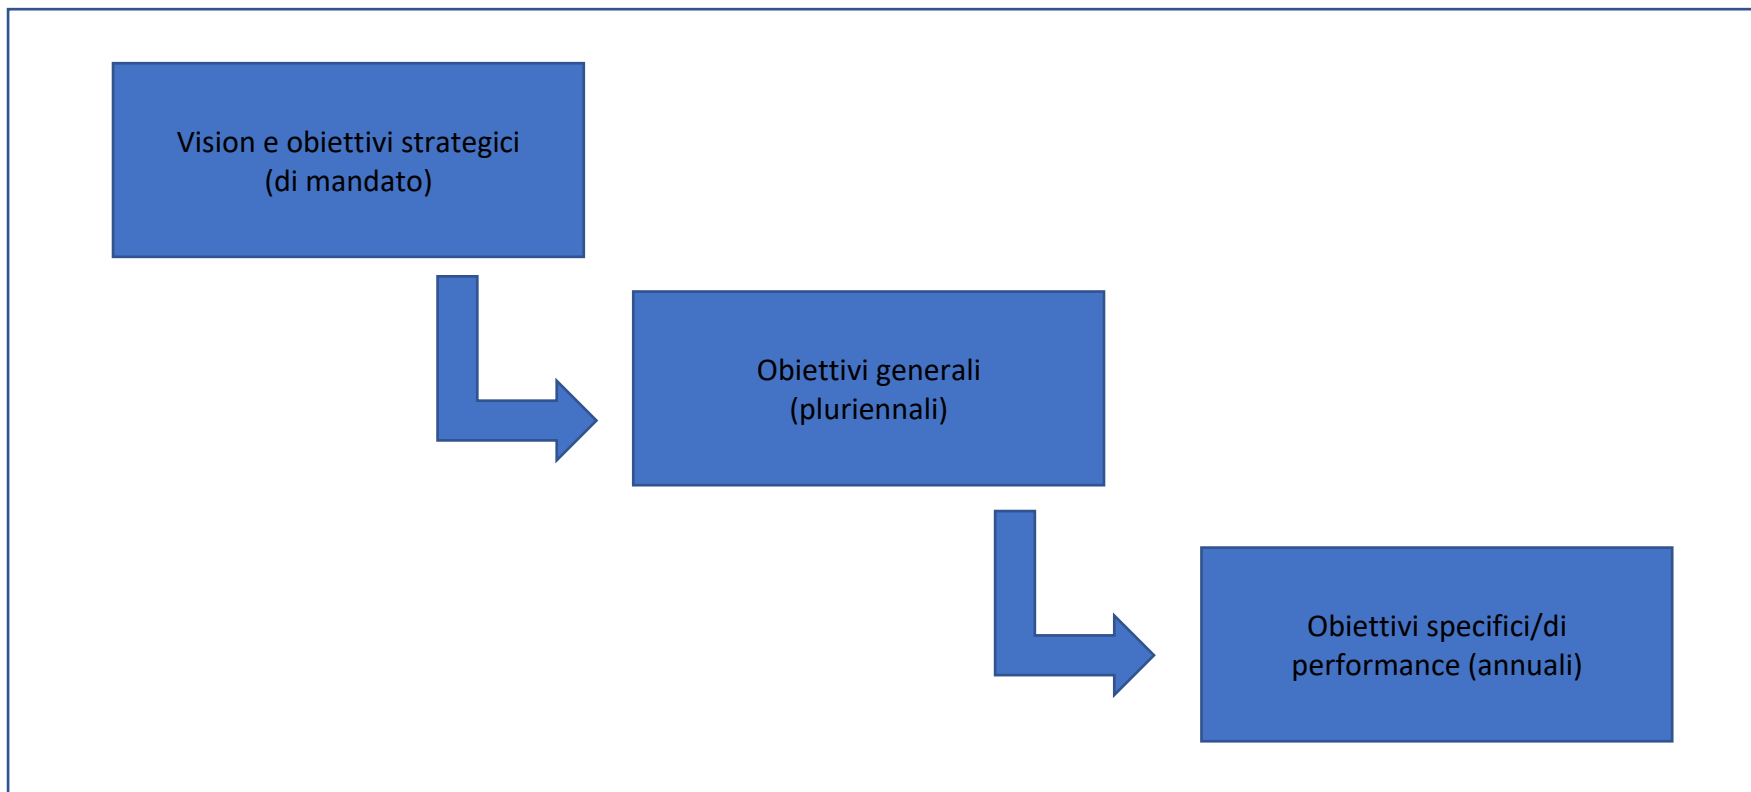 Vision e obiettivi strategici
(di mandato)
Obiettivi generali
(pluriennali)
Obiettivi specifici/di
performance (annuali)